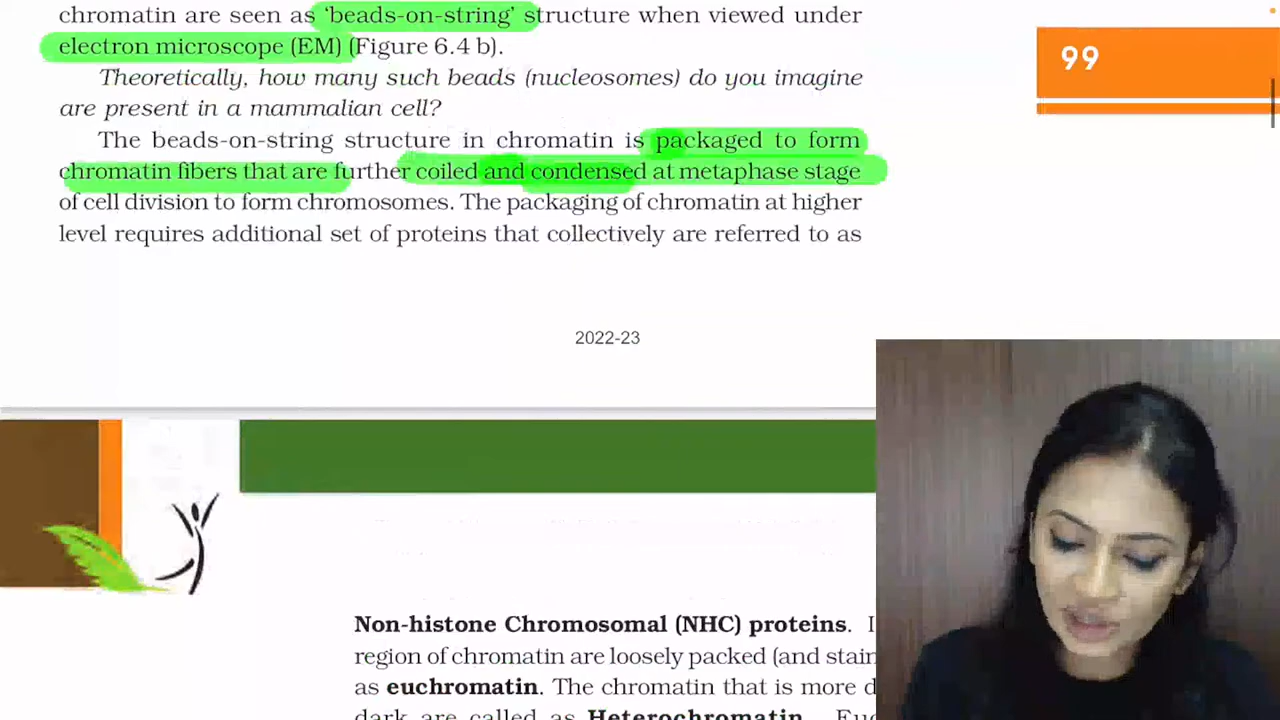 chromatin are seen as ‘beads-on-string’ structure when viewed under
electron microscope (EM) (Figure 6.4 b).
Theoretically, how many such beads (nucleosomes) do you imagine
are present in a mammalian cell?
The beads-on-string structure in chromatin is packaged to form
chromatin fibers that are further coiled and condensed at metaphase stage
of cell division to form chromosomes. The packaging of chromatin at higher
level requires additional set of proteins that collectively are referred to as
99
2022-23
Non-histone Chromosomal (NHC) proteins.
region of chromatin are loosely packed (and stain
as euchromatin. The chromatin that is more
dark are called as Heterochromatin.